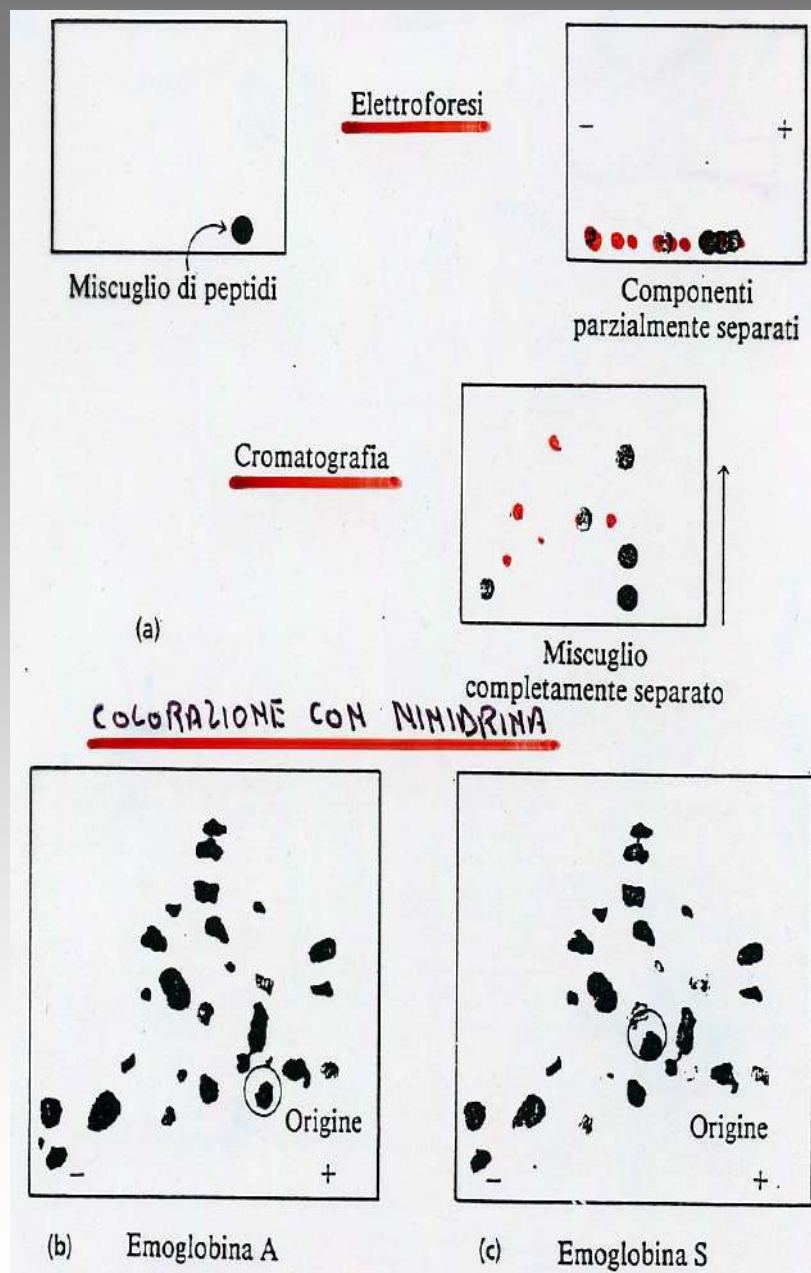 Elettroforesi
- +
Miscuglio di peptidi
Componenti
parzialmente separati
Cromatografia
(a)
Miscuglio
completamente separato
COLORAZIONE CON NINIDRINA
Origine
- +
Origine
- +
(b) Emoglobina A
(c) Emoglobina S